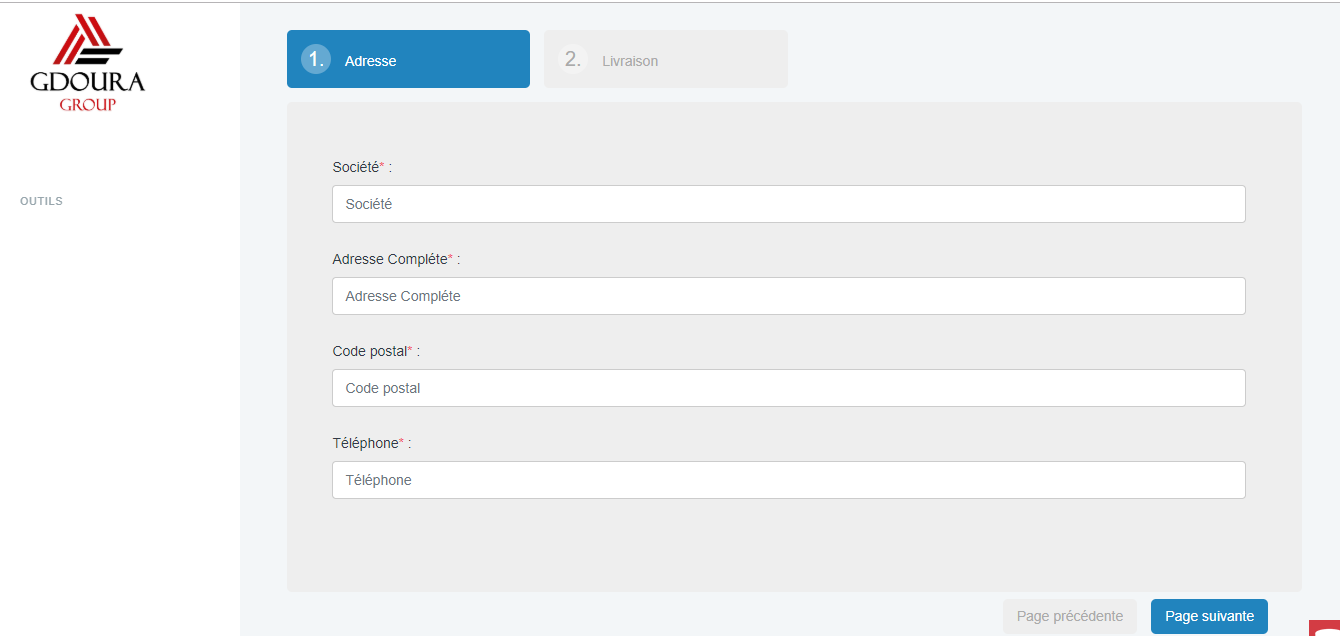 GDOURA
GROUP
OUTILS
1. Adresse
2. Livraison
Société* :
Société
Adresse Compléte* :
Adresse Compléte
Code postal* :
Code postal
Téléphone* :
Téléphone
Page précédente
Page suivante